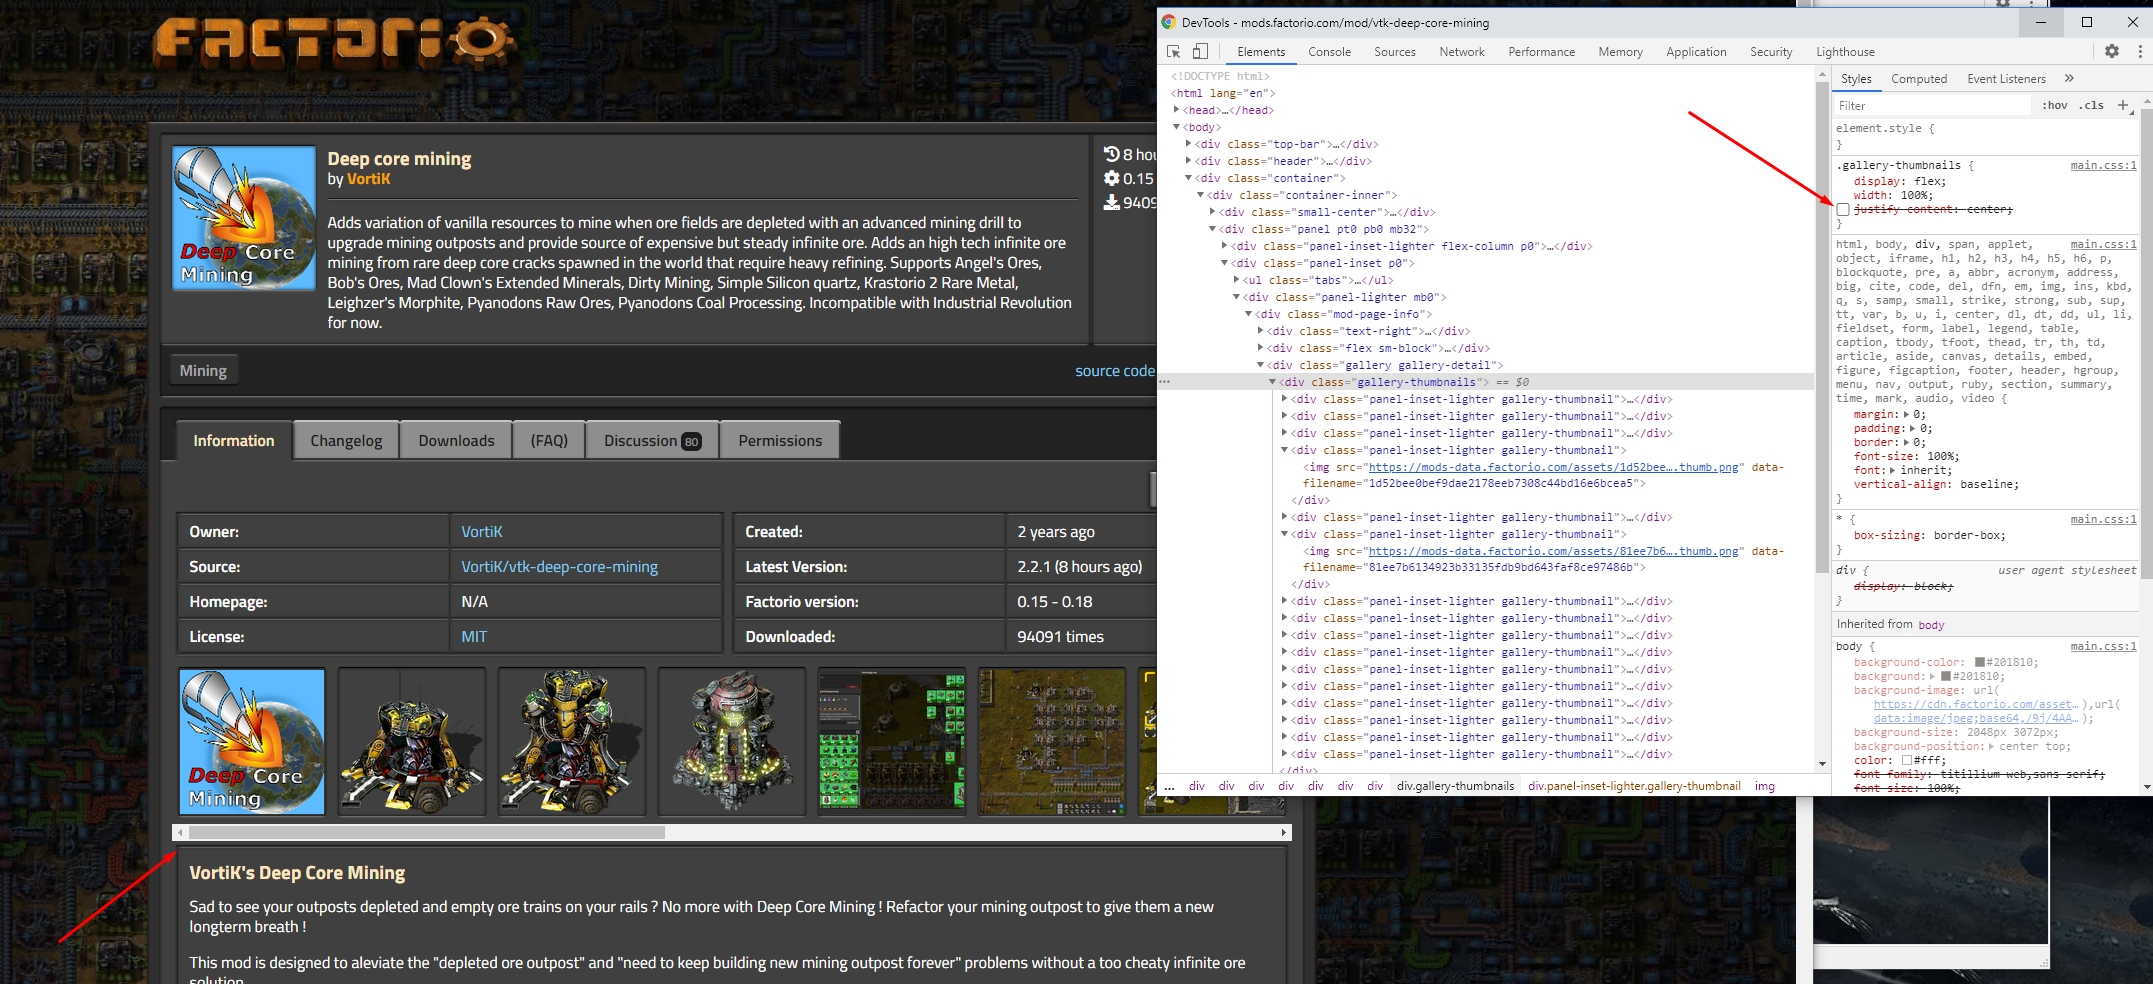 FACTORIO
Deep core mining
by VortiK
Adds variation of vanilla resources to mine when ore fields are depleted with an advanced mining drill to
upgrade mining outposts and provide source of expensive but steady infinite ore. Adds an high tech infinite ore
mining from rare deep core cracks spawned in the world that require heavy refining. Supports Angel's Ores,
Bob's Ores, Mad Clown's Extended Minerals, Dirty Mining, Simple Silicon quartz, Krastorio 2 Rare Metal,
Leighzer's Morphite, Pyanodons Raw Ores, Pyanodons Coal Processing. Incompatible with Industrial Revolution
for now.
Deep Core
Mining
8 hou
0.15
9409
Mining
source code
Information
Changelog
Downloads
(FAQ)
Discussion 80
Permissions
Owner: VortiK
Source: VortiK/vtk-deep-core-mining
Homepage: N/A
License: MIT
Created: 2 years ago
Latest Version: 2.2.1 (8 hours ago)
Factorio version: 0.15 - 0.18
Downloaded: 94091 times
Deep Core
Mining
VortiK's Deep Core Mining
Sad to see your outposts depleted and empty ore trains on your rails ? No more with Deep Core Mining ! Refactor your mining outpost to give them a new
longterm breath !
This mod is designed to aleviate the "depleted ore outpost" and "need to keep building new mining outpost forever" problems without a too cheaty infinite ore
solution
DevTools - mods.factorio.com/mod/vtk-deep-core-mining
Elements Console Sources Network Performance Memory Application Security Lighthouse
<!DOCTYPE html>
<html lang="en">
<head>…</head>
<body>
<div class="top-bar">…</div>
<div class="header">…</div>
<div class="container">
<div class="container-inner">
<div class="small-center">…</div>
<div class="panel pt0 pb0 mb32">
<div class="panel-inset-lighter flex-column p0">…</div>
<div class="panel-inset p0">
<ul class="tabs">…</ul>
<div class="panel-lighter mb0">
<div class="mod-page-info">
<div class="text-right">…</div>
<div class="flex sm-block">…</div>
<div class="gallery gallery-detail">
<div class="gallery-thumbnails"> == $0
<div class="panel-inset-lighter gallery-thumbnail">…</div>
<div class="panel-inset-lighter gallery-thumbnail">…</div>
<div class="panel-inset-lighter gallery-thumbnail">…</div>
<div class="panel-inset-lighter gallery-thumbnail">
<img src="https://mods-data.factorio.com/assets/1d52bee….thumb.png" data-
filename="1d52bee0bef9dae2178eeb7308c44bd16e6bcea5">
</div>
<div class="panel-inset-lighter gallery-thumbnail">…</div>
<div class="panel-inset-lighter gallery-thumbnail">
<img src="https://mods-data.factorio.com/assets/81ee7b6….thumb.png" data-
filename="81ee7b6134923b33135fdb9bd643faf8ce97486b">
</div>
<div class="panel-inset-lighter gallery-thumbnail">…</div>
<div class="panel-inset-lighter gallery-thumbnail">…</div>
<div class="panel-inset-lighter gallery-thumbnail">…</div>
<div class="panel-inset-lighter gallery-thumbnail">…</div>
<div class="panel-inset-lighter gallery-thumbnail">…</div>
<div class="panel-inset-lighter gallery-thumbnail">…</div>
<div class="panel-inset-lighter gallery-thumbnail">…</div>
<div class="panel-inset-lighter gallery-thumbnail">…</div>
<div class="panel-inset-lighter gallery-thumbnail">…</div>
<div class="panel-inset-lighter gallery-thumbnail">…</div>
</div>
... div div div div div div div div.gallery-thumbnails div.panel-inset-lighter.gallery-thumbnail img
Styles Computed Event Listeners »
Filter :hov .cls +
element.style {
}
.gallery-thumbnails { main.css:1
display: flex;
width: 100%;
justify-content: center;
}
html, body, div, span, applet, main.css:1
object, iframe, h1, h2, h3, h4, h5, h6, p,
blockquote, pre, a, abbr, acronym, address,
big, cite, code, del, dfn, em, img, ins, kbd,
q, s, samp, small, strike, strong, sub, sup,
tt, var, b, u, i, center, dl, dt, dd, ul, li,
fieldset, form, label, legend, table,
caption, tbody, tfoot, thead, tr, th, td,
article, aside, canvas, details, embed,
figure, figcaption, footer, header, hgroup,
menu, nav, output, ruby, section, summary,
time, mark, audio, video {
margin: 0;
padding: 0;
border: 0;
font-size: 100%;
font: inherit;
vertical-align: baseline;
}
* { main.css:1
box-sizing: border-box;
}
div { user agent stylesheet
display: block;
}
Inherited from body
body { main.css:1
background-color: #201810;
background: #201810;
background-image: url(
https://cdn.factorio.com/asset…),url(
data:image/jpeg;base64,/9j/4AA…);
background-size: 2048px 3072px;
background-position: center top;
color: #fff;
font-family: titillium web,sans-serif;
font-size: 100%;